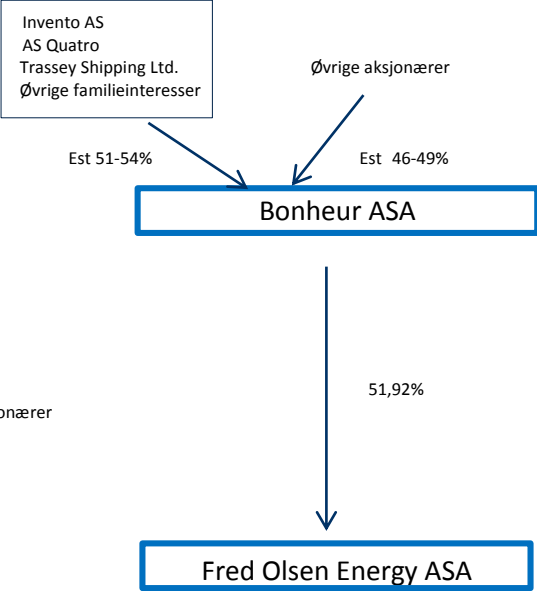 Invento AS
AS Quatro
Trassey Shipping Ltd.
Øvrige familieinteresser
Øvrige aksjonærer
Est 51-54%
Est 46-49%
Bonheur ASA
51,92%
onærer
Fred Olsen Energy ASA